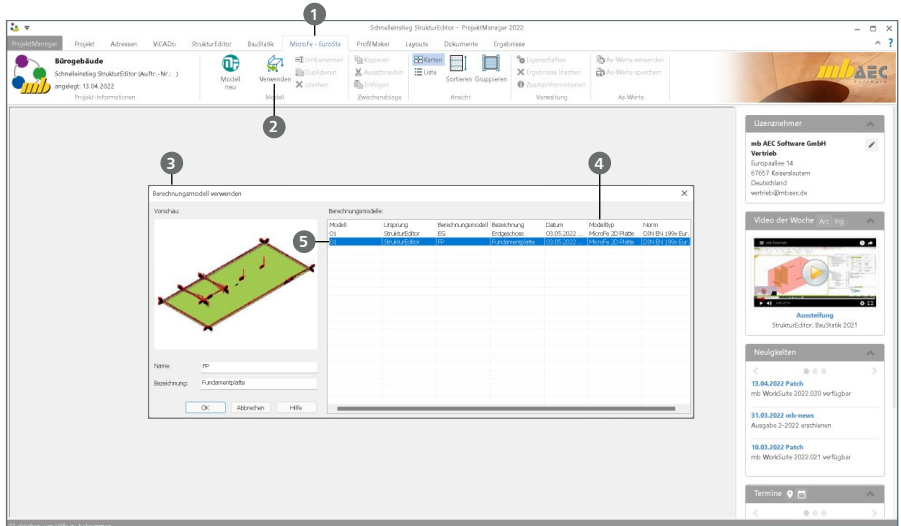 1
Schnelleinstieg StrukturEditor - ProjektManager 2022
ProjektManager Projekt Adressen ViCADo StrukturEditor BauStatik MicroFe - EuroSta ProfilMaker Layouts Dokumente Ergebnisse
?
Bürogebäude
Schnelleinstieg StrukturEditor (Auftr.-Nr.: )
angelegt: 13.04.2022
Projekt-Informationen
Modell neu
Verwenden
Umbenennen
Duplizieren
Löschen
Modell
Kopieren
Ausschneiden
Einfügen
Zwischenablage
Karten
Liste
Sortieren Gruppieren
Ansicht
Eigenschaften
Ergebnisse löschen
Zusatzinformationen
Verwaltung
As-Werte verwenden
As-Werte speichern
As-Werte
mb AEC
Software
2
3
4
5
Berechnungsmodell verwenden
Vorschau:
Berechnungsmodelle:
Modell Ursprung Berechnungsmodell Bezeichnung Datum Modelltyp Norm
01 StrukturEditor EG Erdgeschoss 03.05.2022 ... MicroFe 2D Platte DIN EN 199x Eur.
01 StrukturEditor FP Fundamentplatte 03.05.2022 ... MicroFe 2D Platte DIN EN 199x Eur.
Name: FP
Bezeichnung: Fundamentplatte
OK Abbrechen Hilfe
Lizenznehmer
mb AEC Software GmbH
Vertrieb
Europaallee 14
67657 Kaiserslautern
Deutschland
vertrieb@mbaec.de
Video der Woche Arc Ing
Aussteifung
StrukturEditor, BauStatik 2021
Neuigkeiten
13.04.2022 Patch
mb WorkSuite 2022.030 verfügbar
31.03.2022 mb-news
Ausgabe 2-2022 erschienen
10.03.2022 Patch
mb WorkSuite 2022.021 verfügbar
Termine